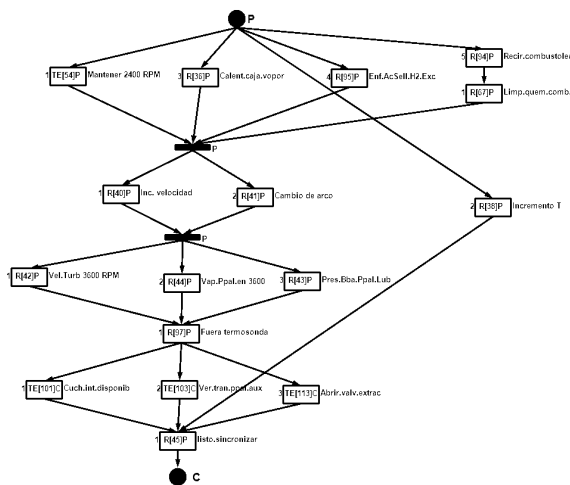 P
1 TE[54]P Mantener 2400 RPM
3 R[36]P Calent.caja.vopor
4 R[95]P Enf.AcSell.H2.Exc
5 R[94]P Recir.combustole
1 R[67]P Limp.quem.comb.
P
1 R[40]P Inc. velocidad
2 R[41]P Cambio de arco
2 R[38]P Incremento T
P
1 R[42]P Vel.Turb 3600 RPM
2 R[44]P Vap.Ppal.en 3600
3 R[43]P Pres.Bba.Ppal.Lub
1 R[97]P Fuera termosonda
1 TE[101]C Cuch.int.disponib
2 TE[103]C Ver.tran.ppal.aux
3 TE[113]C Abrir.valv.extrac
1 R[45]P listo.sincronizar
C